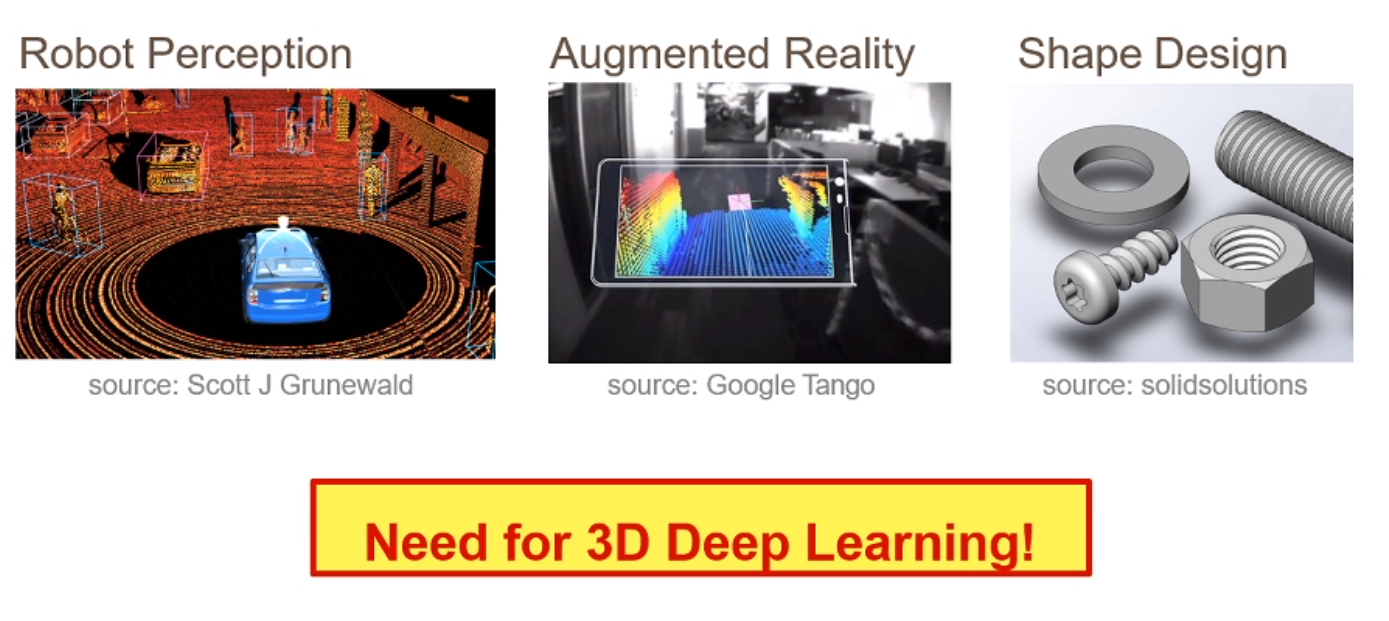 Robot Perception
Augmented Reality
Shape Design
source: Scott J Grunewald
source: Google Tango
source: solidsolutions
Need for 3D Deep Learning!